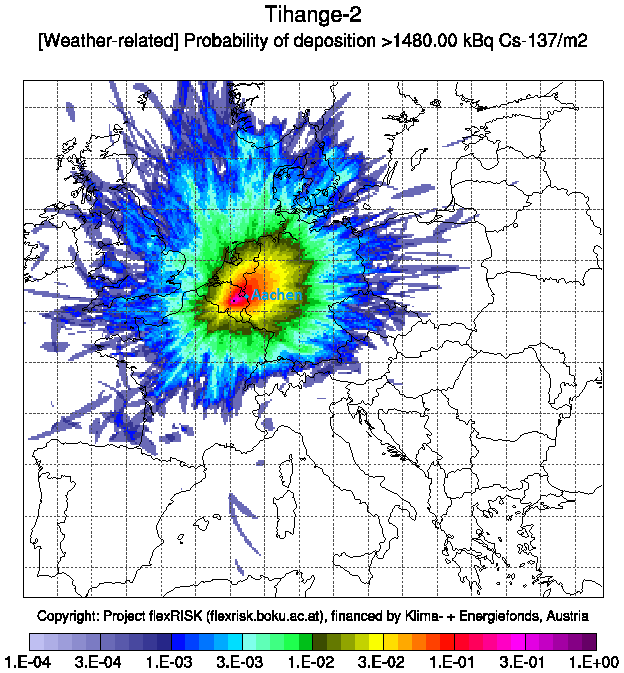 Tihange-2
[Weather-related] Probability of deposition >1480.00 kBq Cs-137/m2
Aachen
Copyright: Project flexRISK (flexrisk.boku.ac.at), financed by Klima- + Energiefonds, Austria
1.E-04 3.E-04 1.E-03 3.E-03 1.E-02 3.E-02 1.E-01 3.E-01 1.E+00